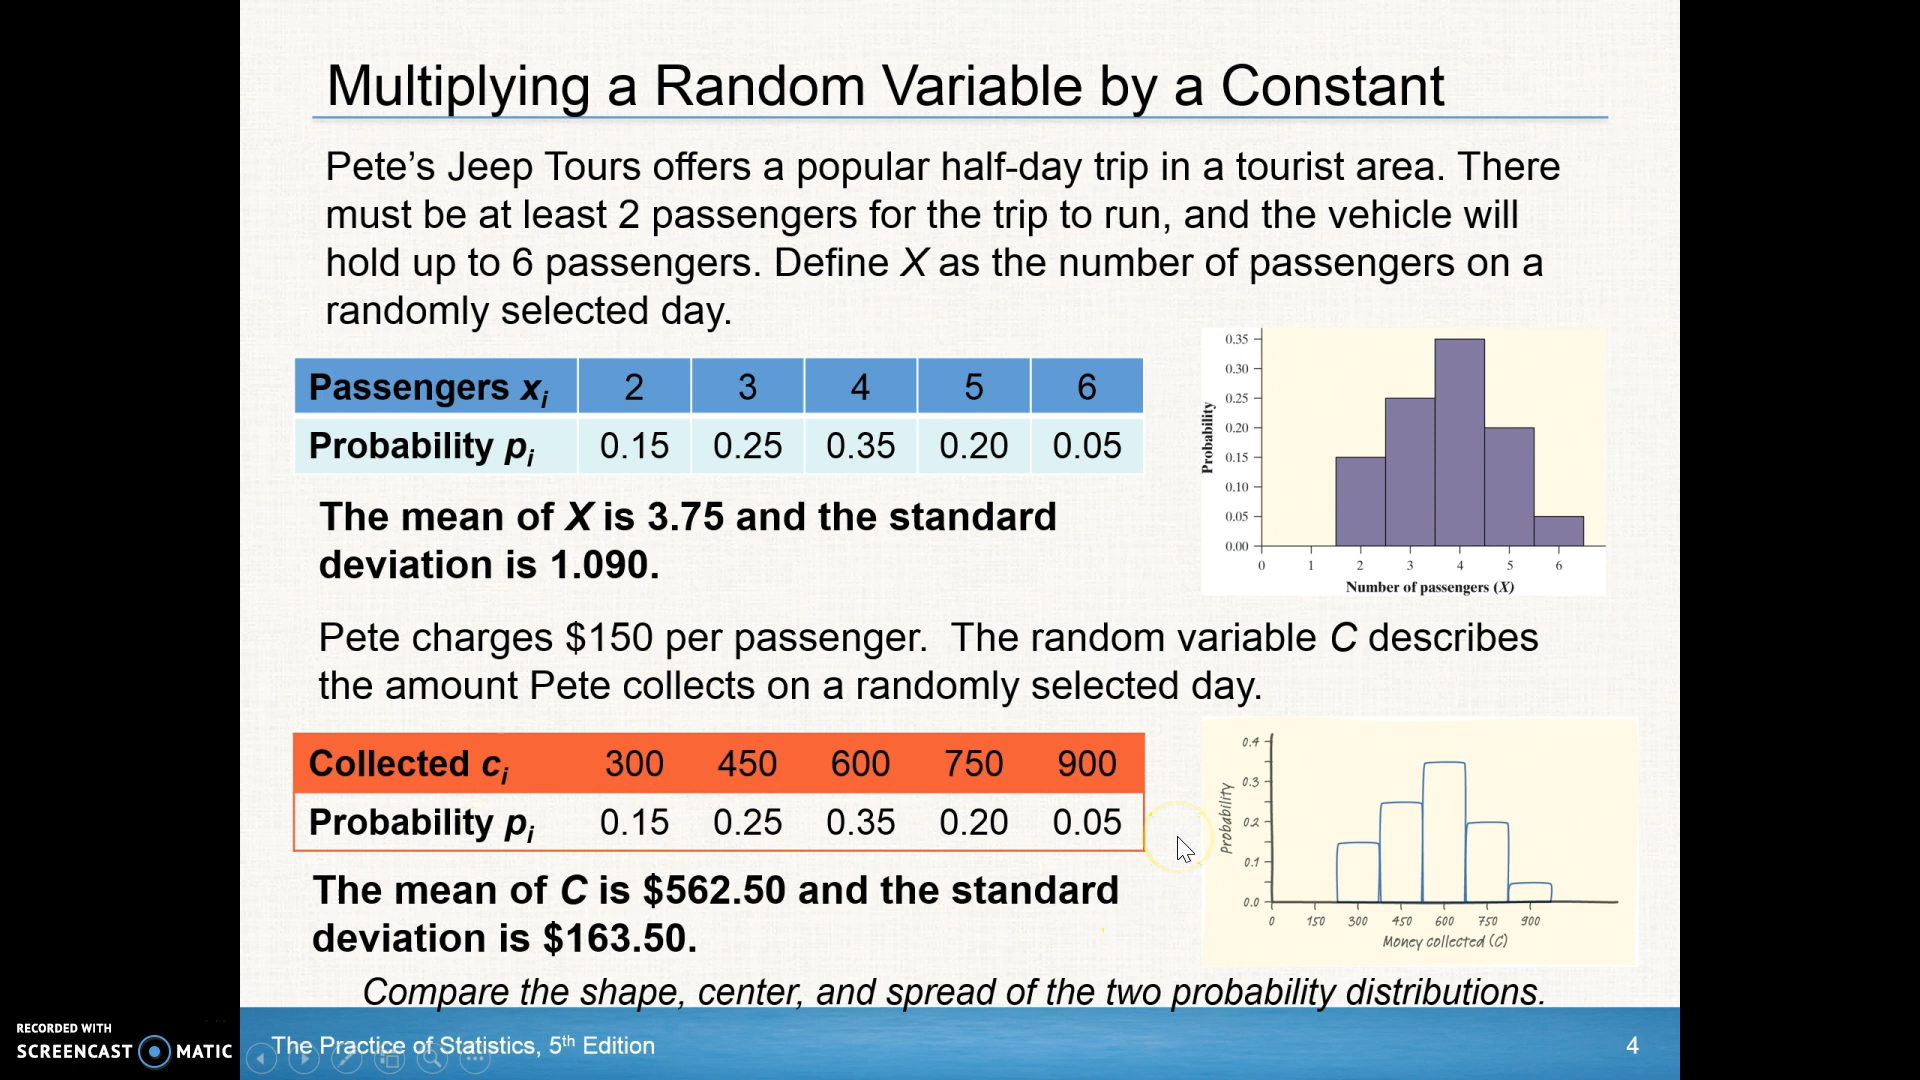 Multiplying a Random Variable by a Constant
Pete’s Jeep Tours offers a popular half-day trip in a tourist area. There
must be at least 2 passengers for the trip to run, and the vehicle will
hold up to 6 passengers. Define X as the number of passengers on a
randomly selected day.
Passengers xi 2 3 4 5 6
Probability pi 0.15 0.25 0.35 0.20 0.05
0.35
0.30
0.25
0.20
0.15
0.10
0.05
0.00
Probability
0 1 2 3 4 5 6
Number of passengers (X)
The mean of X is 3.75 and the standard
deviation is 1.090.
Pete charges $150 per passenger. The random variable C describes
the amount Pete collects on a randomly selected day.
Collected ci 300 450 600 750 900
Probability pi 0.15 0.25 0.35 0.20 0.05
0.4
0.3
0.2
0.1
0.0
Probability
0 150 300 450 600 750 900
Money collected (C)
The mean of C is $562.50 and the standard
deviation is $163.50.
Compare the shape, center, and spread of the two probability distributions.
The Practice of Statistics, 5th Edition
4
RECORDED WITH
SCREENCAST MATIC